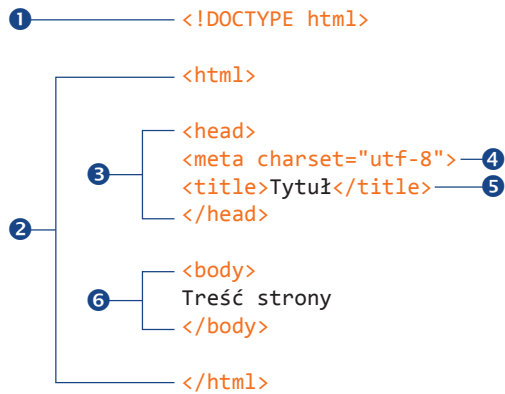 1 <!DOCTYPE html>
<html>
<head>
<meta charset="utf-8"> 4
3
<title>Tytuł</title> 5
</head>
2
<body>
6 Treść strony
</body>
</html>